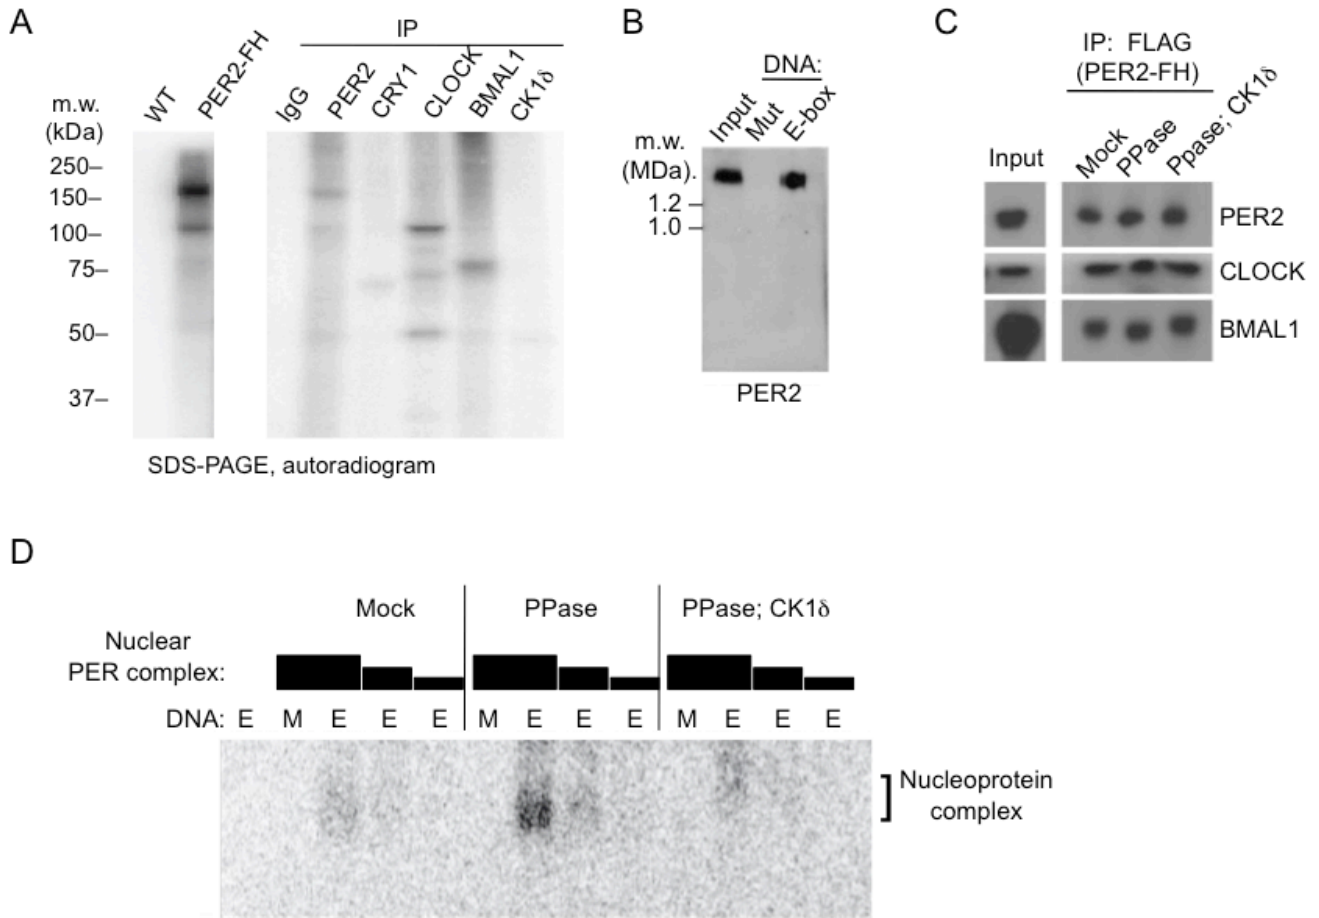 A
IP
WT
PER2-FH
IgG
PER2
CRY1
CLOCK
BMAL1
CK1δ
m.w.
(kDa)
250
150
100
75
50
37
SDS-PAGE, autoradiogram
B
DNA:
Input
Mut
E-box
m.w.
(MDa).
1.2
1.0
PER2
C
IP: FLAG
(PER2-FH)
Input
Mock
PPase
Ppase; CK1δ
PER2
CLOCK
BMAL1
D
Mock PPase PPase; CK1δ
Nuclear
PER complex:
DNA: E M E E E M E E E M E E E
Nucleoprotein
complex